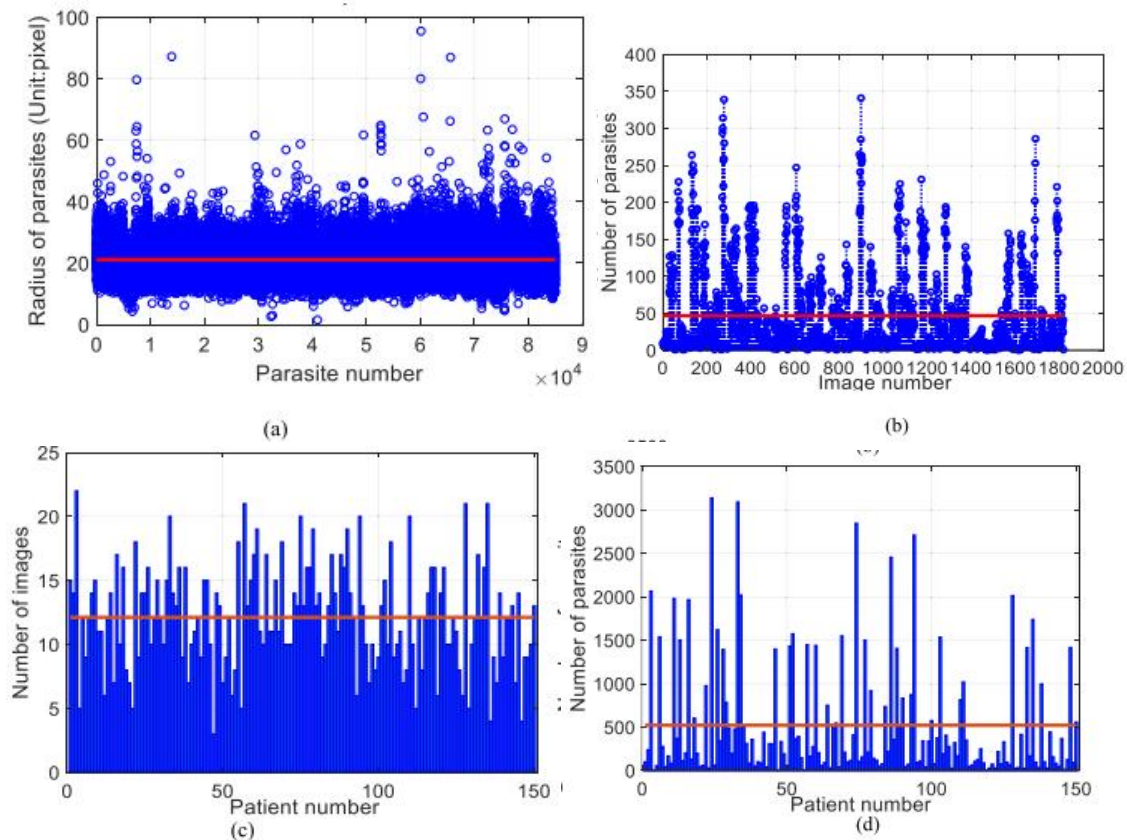 100
80
60
40
20
0
Radius of parasites (Unit:pixel)
0 1 2 3 4 5 6 7 8 9
Parasite number
×10⁴
(a)
400
350
300
250
200
150
100
50
0
Number of parasites
0 200 400 600 800 1000 1200 1400 1600 1800 2000
Image number
(b)
25
20
15
10
5
0
Number of images
0 50 100 150
Patient number
(c)
3500
3000
2500
2000
1500
1000
500
0
Number of parasites
0 50 100 150
Patient number
(d)